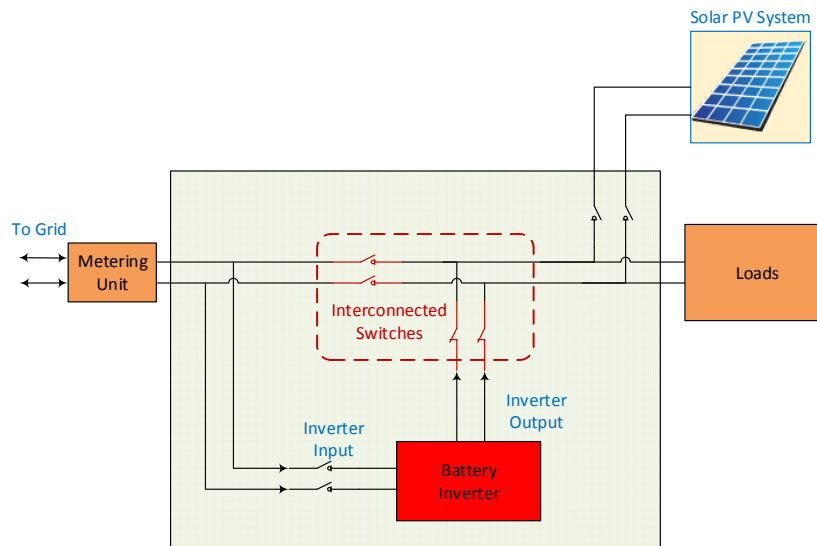 Solar PV System
To Grid
Metering
Unit
Loads
Interconnected
Switches
Inverter
Output
Inverter
Input
Battery
Inverter